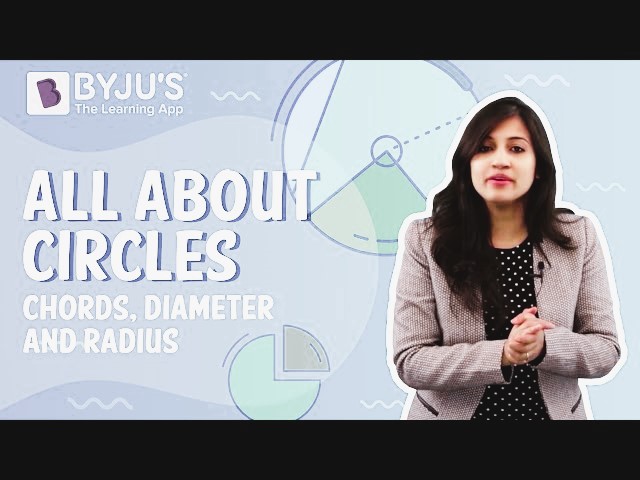 BYJU'S
The Learning App
ALL ABOUT
CIRCLES
CHORDS, DIAMETER
AND RADIUS